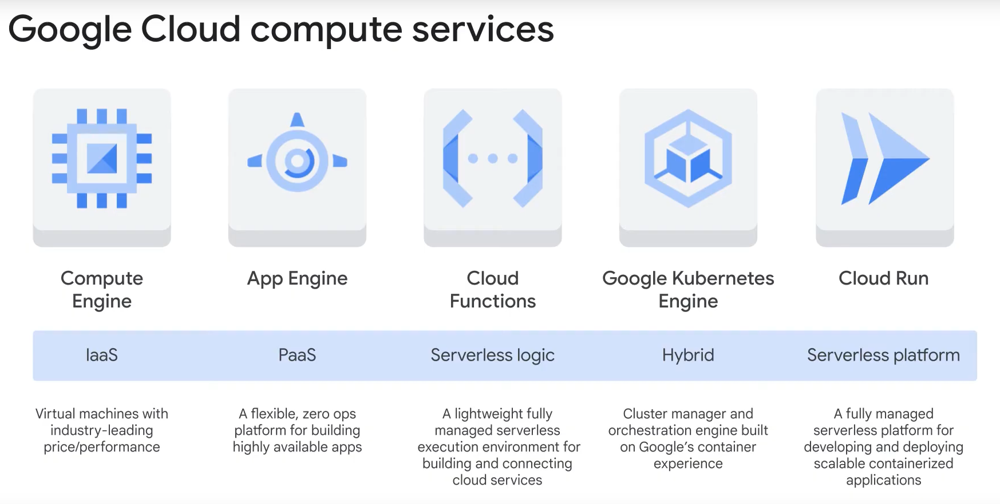 Google Cloud compute services
Compute
Engine
App Engine
Cloud
Functions
Google Kubernetes
Engine
Cloud Run
IaaS
PaaS
Serverless logic
Hybrid
Serverless platform
Virtual machines with
industry-leading
price/performance
A flexible, zero ops
platform for building
highly available apps
A lightweight fully
managed serverless
execution environment for
building and connecting
cloud services
Cluster manager and
orchestration engine built
on Google’s container
experience
A fully managed
serverless platform for
developing and deploying
scalable containerized
applications